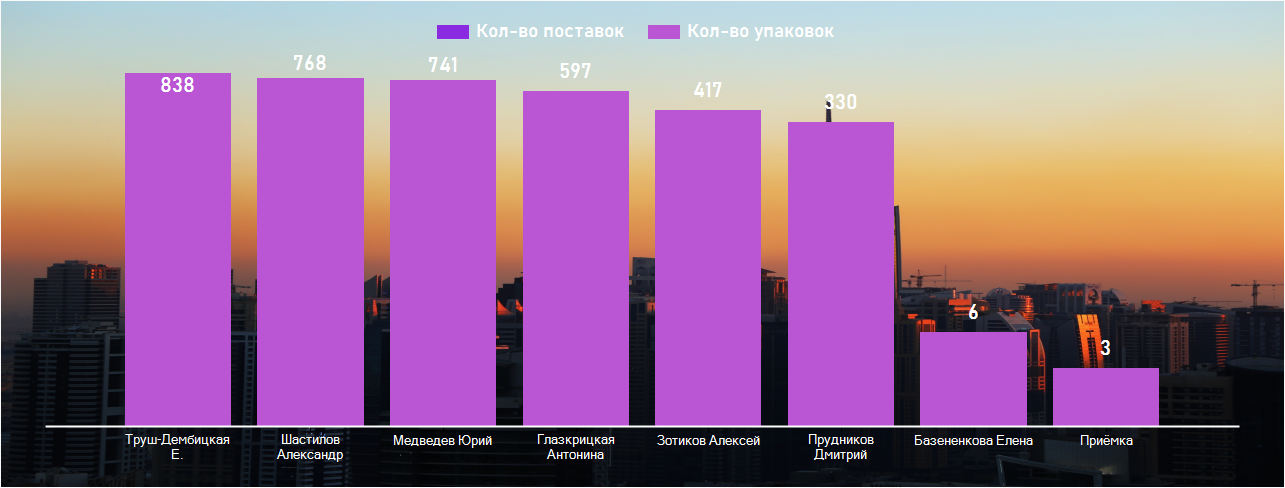 Кол-во поставок Кол-во упаковок
838 768 741 597 417 330 6 3
Труш-Дембицкая Е.
Шастилов Александр
Медведев Юрий
Глазкрицкая Антонина
Зотиков Алексей
Прудников Дмитрий
Базененкова Елена
Приёмка